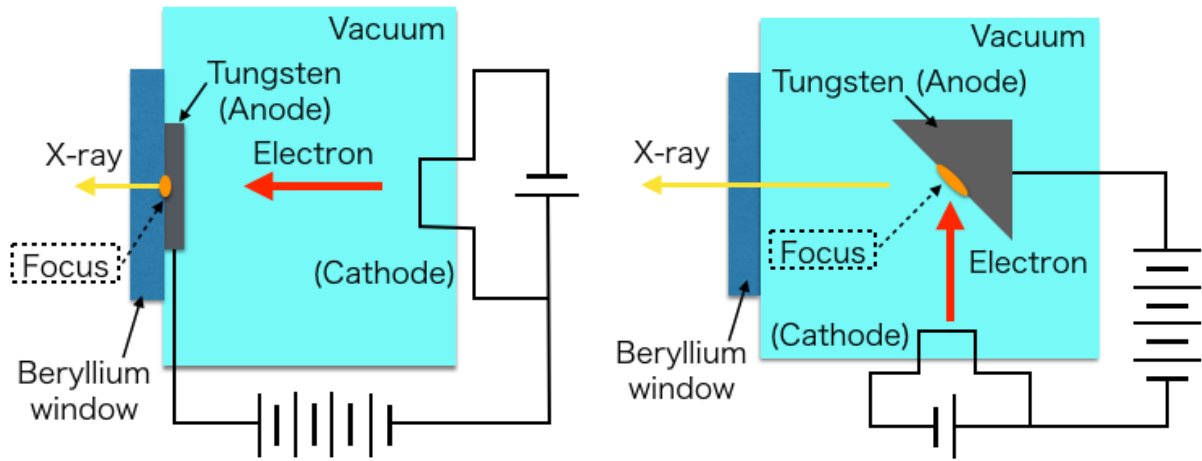 Vacuum
Tungsten
(Anode)
X-ray
Electron
Focus
(Cathode)
Beryllium
window
Vacuum
Tungsten (Anode)
X-ray
Focus
Electron
(Cathode)
Beryllium
window